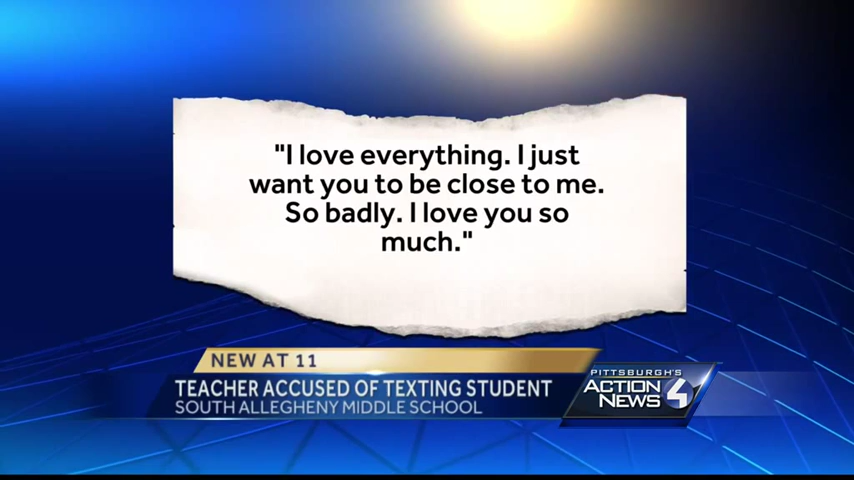 "I love everything. I just
want you to be close to me.
So badly. I love you so
much."
NEW AT 11
TEACHER ACCUSED OF TEXTING STUDENT
SOUTH ALLEGHENY MIDDLE SCHOOL
PITTSBURGH'S
ACTION
NEWS 4